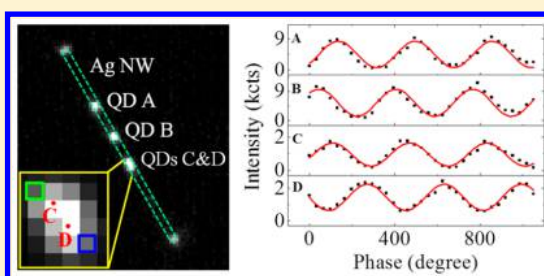 Ag NW
QD A
QD B
QDs C&D
C
D
Intensity (kcts)
A
9
0
B
9
0
C
2
0
D
2
0
0
400
800
Phase (degree)